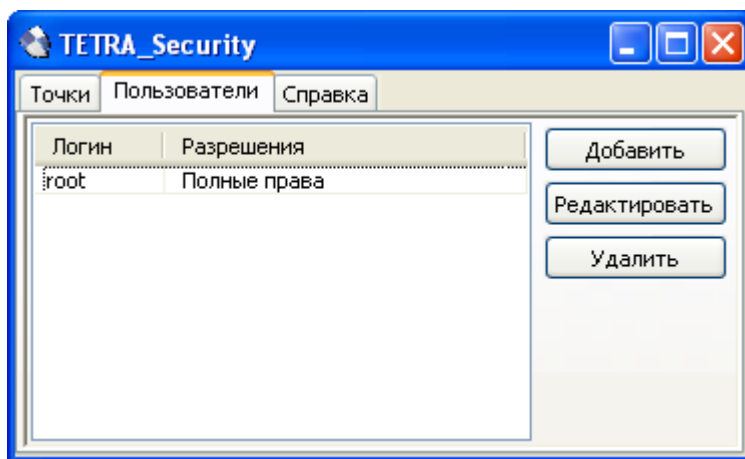 TETRA_Security
Точки Пользователи Справка
Логин Разрешения
root Полные права
Добавить
Редактировать
Удалить